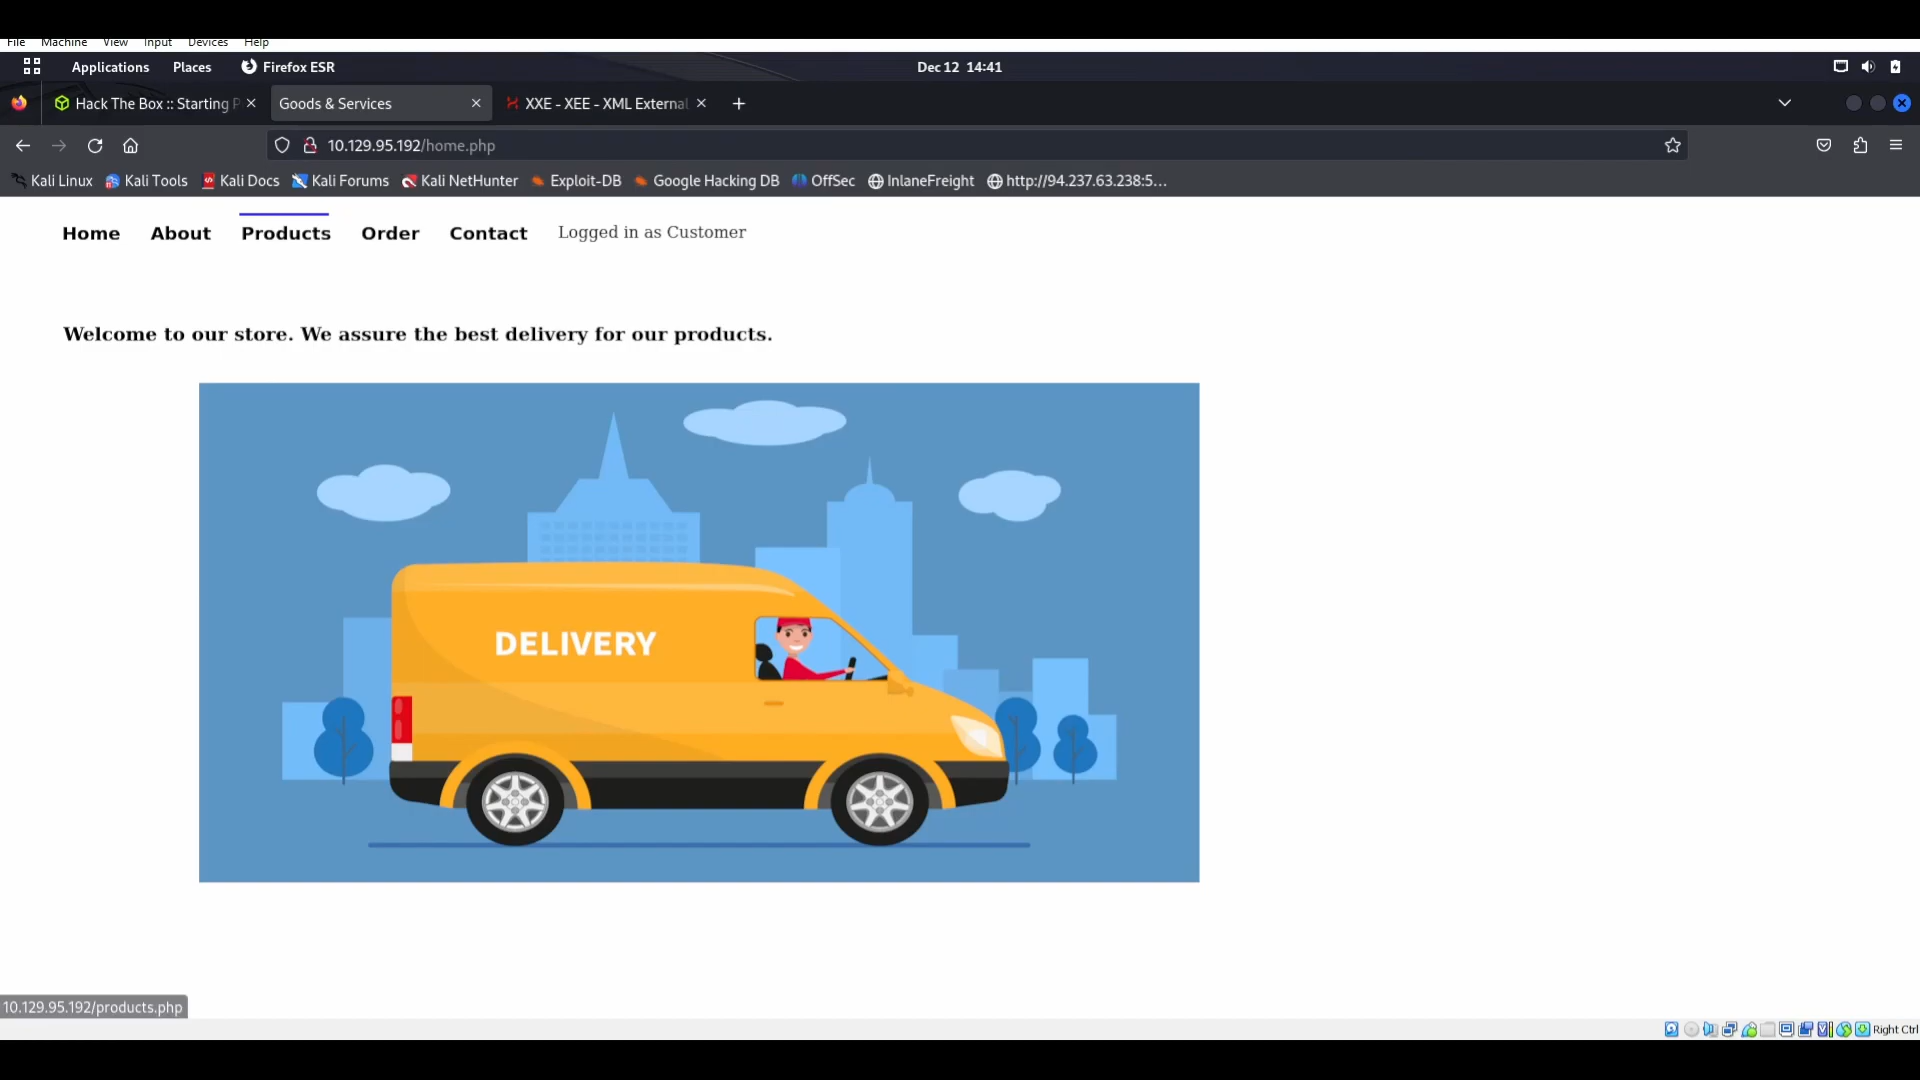 File Machine View Input Devices Help
Applications Places Firefox ESR Dec 12 14:41
Hack The Box :: Starting P Goods & Services XXE - XEE - XML External
10.129.95.192/home.php
Kali Linux Kali Tools Kali Docs Kali Forums Kali NetHunter Exploit-DB Google Hacking DB OffSec InlaneFreight http://94.237.63.238:5...
Home About Products Order Contact Logged in as Customer
Welcome to our store. We assure the best delivery for our products.
DELIVERY
10.129.95.192/products.php
Right Ctrl